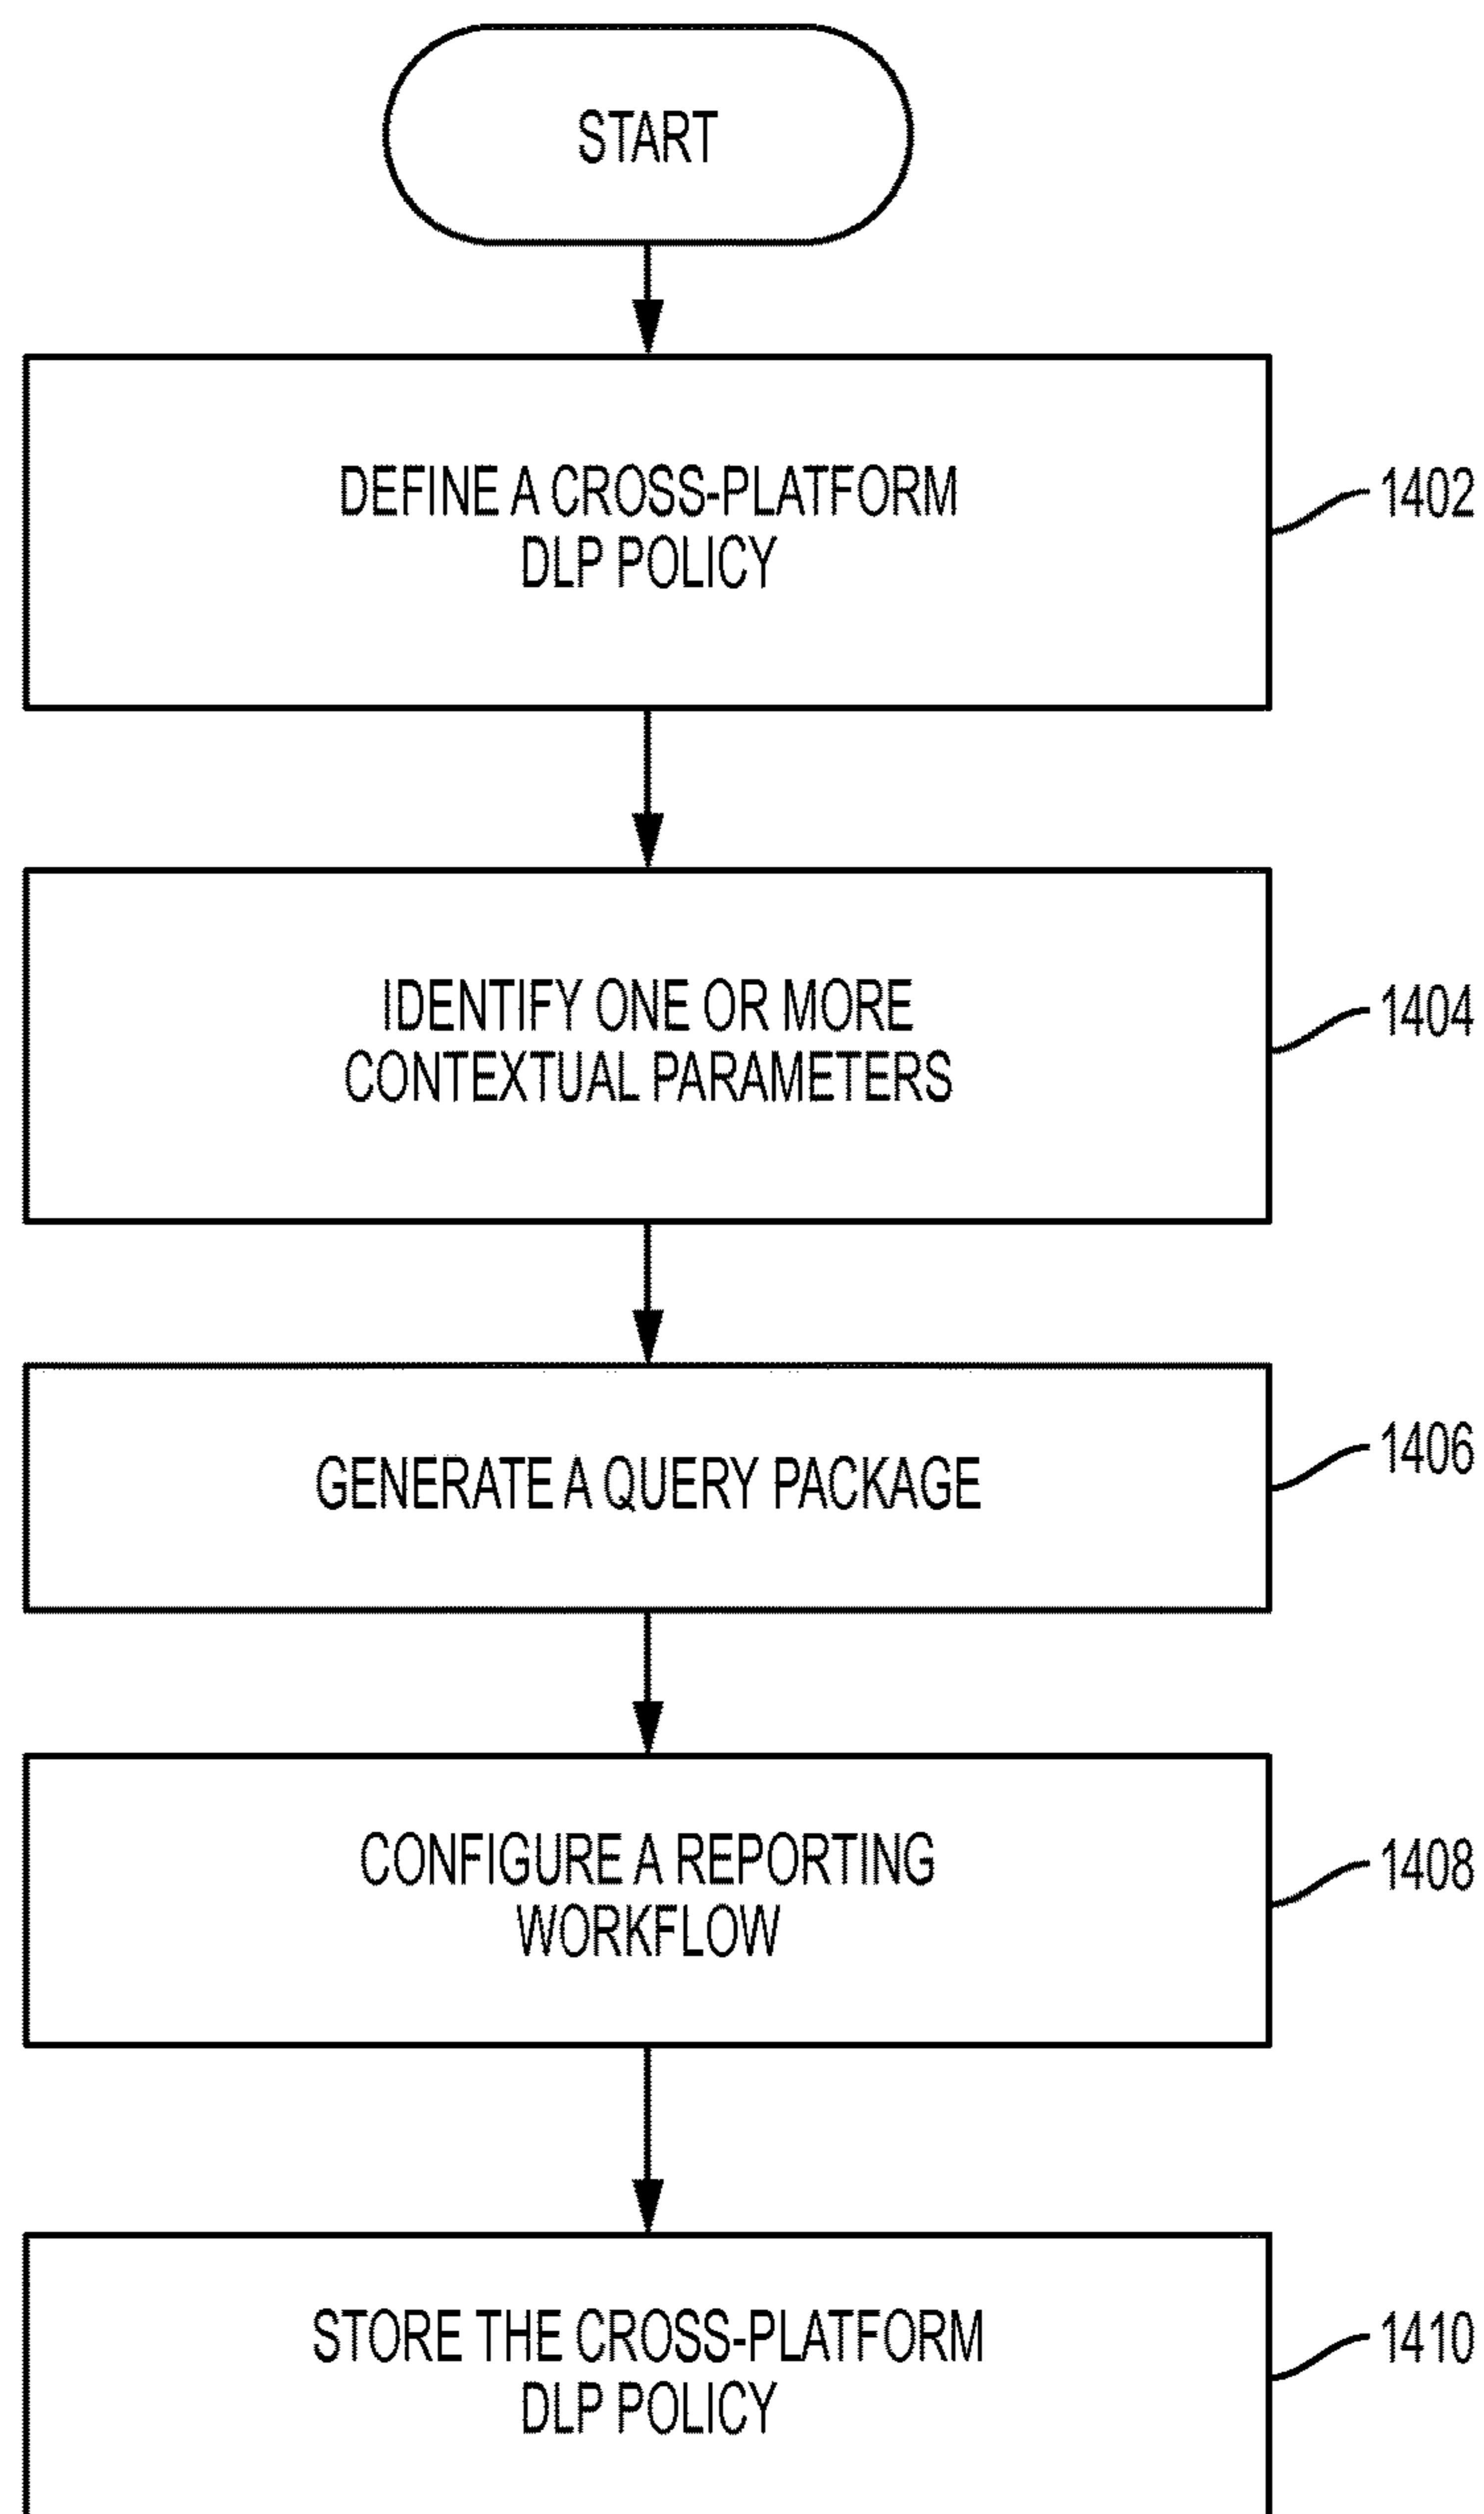 START
DEFINE A CROSS-PLATFORM
DLP POLICY
1402
IDENTIFY ONE OR MORE
CONTEXTUAL PARAMETERS
1404
GENERATE A QUERY PACKAGE
1406
CONFIGURE A REPORTING
WORKFLOW
1408
STORE THE CROSS-PLATFORM
DLP POLICY
1410